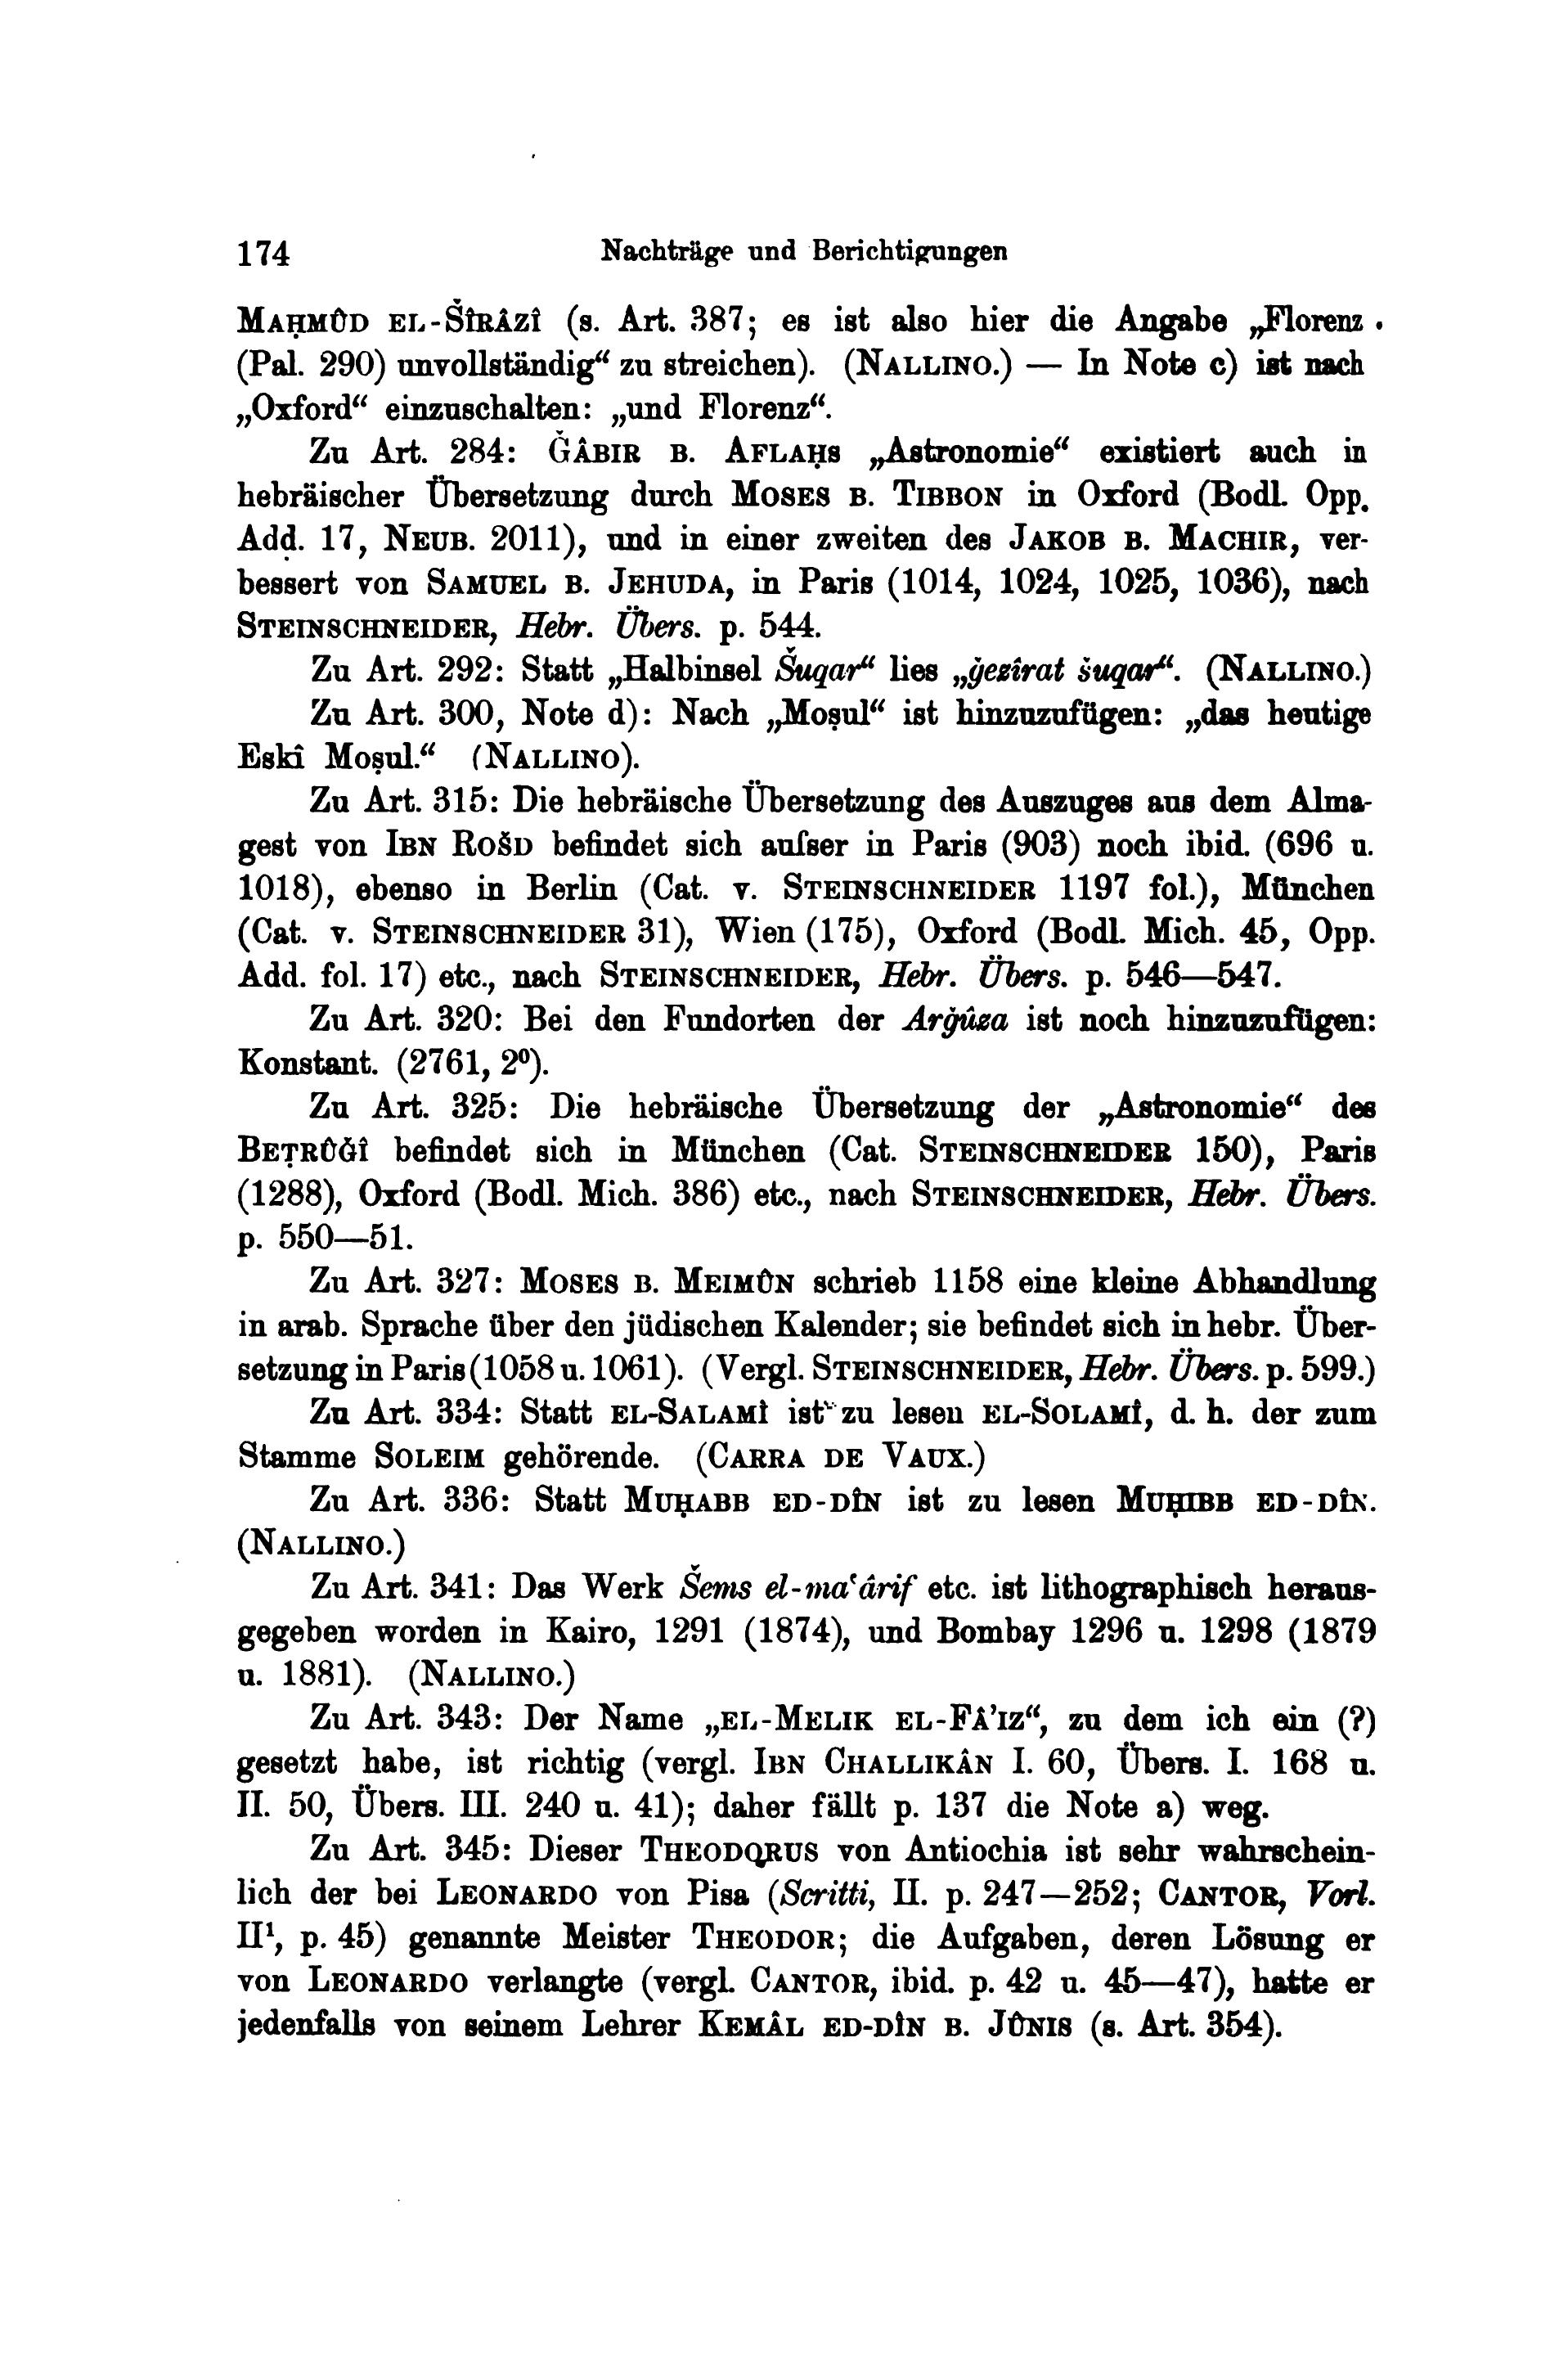 174 Nachträge und Berichtigungen
MAḤMÛD EL-ŠÎRÂZÎ (s. Art. 387; es ist also hier die Angabe „Florenz
(Pal. 290) unvollständig“ zu streichen). (NALLINO.) — In Note c) ist nach
„Oxford“ einzuschalten: „und Florenz“.
Zu Art. 284: ǦÂBIR B. AFLAḤS „Astronomie“ existiert auch in
hebräischer Übersetzung durch MOSES B. TIBBON in Oxford (Bodl. Opp.
Add. 17, NEUB. 2011), und in einer zweiten des JAKOB B. MACHIR, ver-
bessert von SAMUEL B. JEHUDA, in Paris (1014, 1024, 1025, 1036), nach
STEINSCHNEIDER, Hebr. Übers. p. 544.
Zu Art. 292: Statt „Halbinsel Šuqar“ lies „ǧezîrat šuqar“. (NALLINO.)
Zu Art. 300, Note d): Nach „Moṣul“ ist hinzuzufügen: „das heutige
Eskî Moṣul.“ (NALLINO).
Zu Art. 315: Die hebräische Übersetzung des Auszuges aus dem Alma-
gest von IBN ROŠD befindet sich aufser in Paris (903) noch ibid. (696 u.
1018), ebenso in Berlin (Cat. v. STEINSCHNEIDER 1197 fol.), München
(Cat. v. STEINSCHNEIDER 31), Wien (175), Oxford (Bodl. Mich. 45, Opp.
Add. fol. 17) etc., nach STEINSCHNEIDER, Hebr. Übers. p. 546—547.
Zu Art. 320: Bei den Fundorten der Arǧûza ist noch hinzuzufügen:
Konstant. (2761, 2⁰).
Zu Art. 325: Die hebräische Übersetzung der „Astronomie“ des
BEṬRÛǦÎ befindet sich in München (Cat. STEINSCHNEIDER 150), Paris
(1288), Oxford (Bodl. Mich. 386) etc., nach STEINSCHNEIDER, Hebr. Übers.
p. 550—51.
Zu Art. 327: MOSES B. MEIMÛN schrieb 1158 eine kleine Abhandlung
in arab. Sprache über den jüdischen Kalender; sie befindet sich in hebr. Über-
setzung in Paris (1058 u. 1061). (Vergl. STEINSCHNEIDER, Hebr. Übers. p. 599.)
Zu Art. 334: Statt EL-SALAMÎ ist zu lesen EL-SOLAMÎ, d. h. der zum
Stamme SOLEIM gehörende. (CARRA DE VAUX.)
Zu Art. 336: Statt MUḤABB ED-DÎN ist zu lesen MUḤIBB ED-DÎN.
(NALLINO.)
Zu Art. 341: Das Werk Šems el-maʿârif etc. ist lithographisch heraus-
gegeben worden in Kairo, 1291 (1874), und Bombay 1296 u. 1298 (1879
u. 1881). (NALLINO.)
Zu Art. 343: Der Name „EL-MELIK EL-FÂ’IZ“, zu dem ich ein (?)
gesetzt habe, ist richtig (vergl. IBN CHALLIKÂN I. 60, Übers. I. 168 u.
II. 50, Übers. III. 240 u. 41); daher fällt p. 137 die Note a) weg.
Zu Art. 345: Dieser THEODORUS von Antiochia ist sehr wahrschein-
lich der bei LEONARDO von Pisa (Scritti, II. p. 247—252; CANTOR, Vorl.
II¹, p. 45) genannte Meister THEODOR; die Aufgaben, deren Lösung er
von LEONARDO verlangte (vergl. CANTOR, ibid. p. 42 u. 45—47), hatte er
jedenfalls von seinem Lehrer KEMÂL ED-DÎN B. JÛNIS (s. Art. 354).